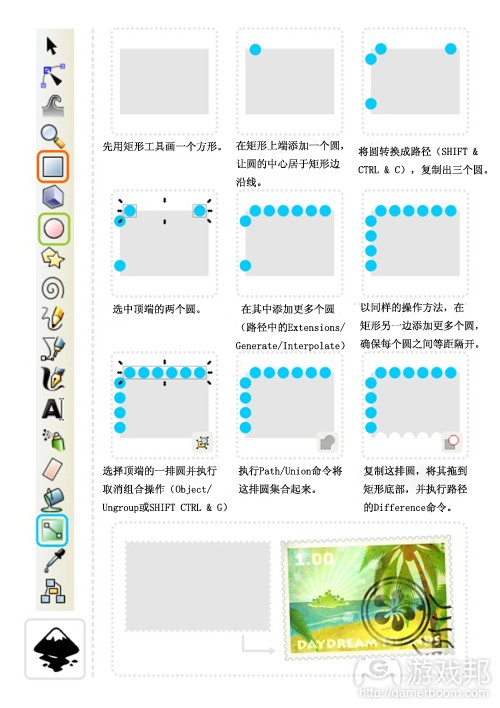 先用矩形工具画一个方形。
在矩形上端添加一个圆,
让圆的中心居于矩形边
沿线。
将圆转换成路径（SHIFT &
CTRL & C），复制出三个圆。
选中顶端的两个圆。
在其中添加更多个圆
（路径中的Extensions/
Generate/Interpolate）
以同样的操作方法，在
矩形另一边添加更多个圆，
确保每个圆之间等距隔开。
选择顶端的一排圆并执行
取消组合操作（Object/
Ungroup或SHIFT CTRL & G）
执行Path/Union命令将
这排圆集合起来。
复制这排圆，将其拖到
矩形底部，并执行路径
的Difference命令。
1.00
DAYDREAM
游戏邦
http://gamerboom.com